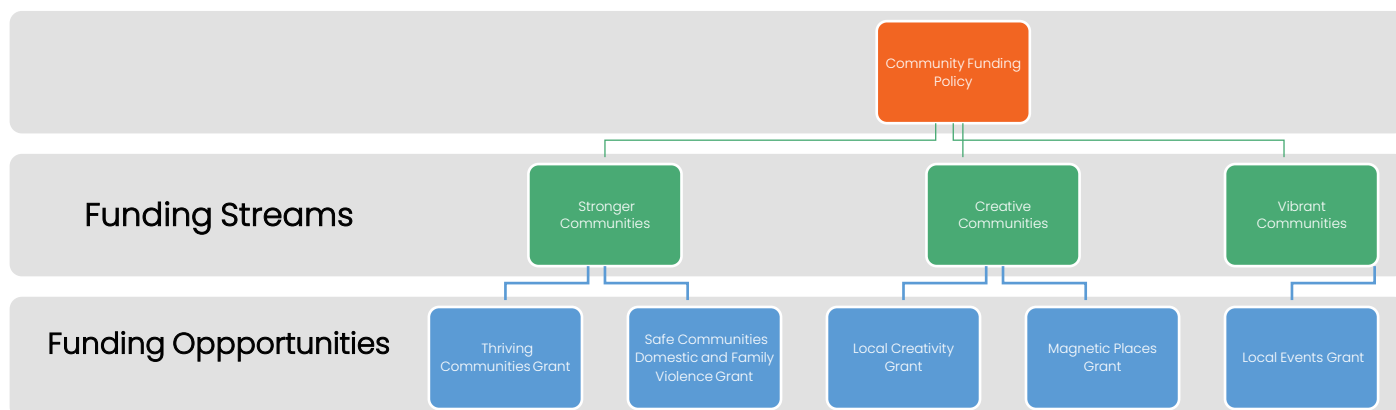 Community Funding
Policy
Funding Streams
Stronger
Communities
Creative
Communities
Vibrant
Communities
Funding Oppportunities
Thriving
Communities Grant
Safe Communities
Domestic and Family
Violence Grant
Local Creativity
Grant
Magnetic Places
Grant
Local Events Grant